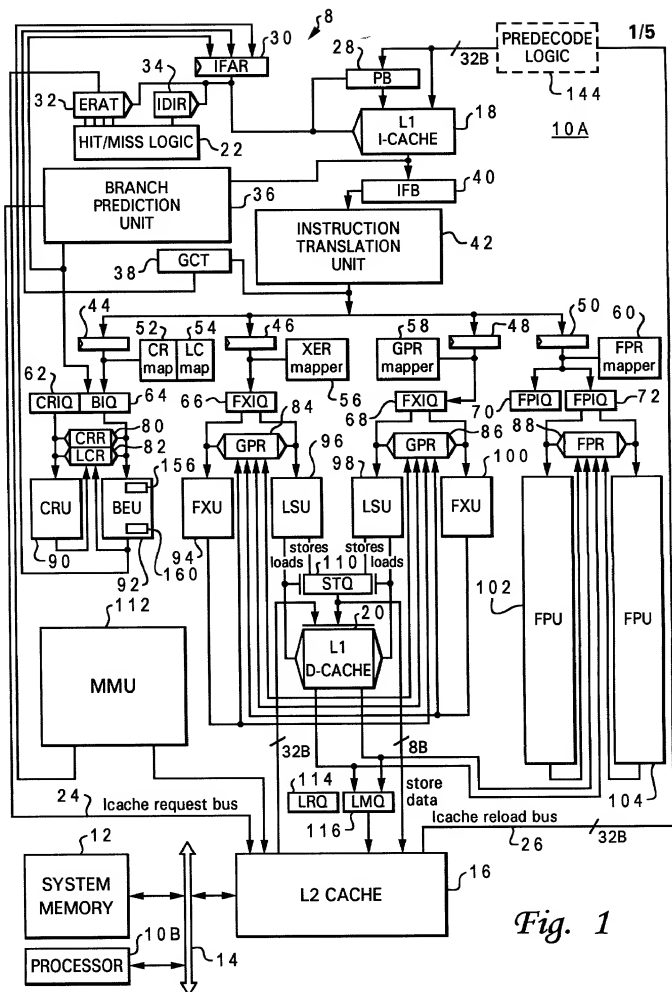 8
30
IFAR
1/5
PREDECODE
LOGIC
144
32B
28
PB
34
32
ERAT
IDIR
L1
I-CACHE
18
10A
HIT/MISS LOGIC
22
IFB
40
BRANCH
PREDICTION
UNIT
36
INSTRUCTION
TRANSLATION
UNIT
42
38
GCT
44
52
54
46
58
48
50
60
CR
map
LC
map
XER
mapper
56
GPR
mapper
FPR
mapper
62
CRIQ
BIQ
64
66
FXIQ
84
68
FXIQ
70
FPIQ
FPIQ
72
CRR
80
LCR
82
GPR
96
GPR
86
88
FPR
98
100
156
CRU
BEU
160
90
92
FXU
94
LSU
LSU
FXU
loads
stores
stores
loads
110
STQ
20
L1
D-CACHE
102
FPU
FPU
104
112
MMU
32B
8B
114
LRQ
LMQ
116
store
data
24
Icache request bus
Icache reload bus
26
32B
12
SYSTEM
MEMORY
L2 CACHE
16
10B
PROCESSOR
14
Fig. 1